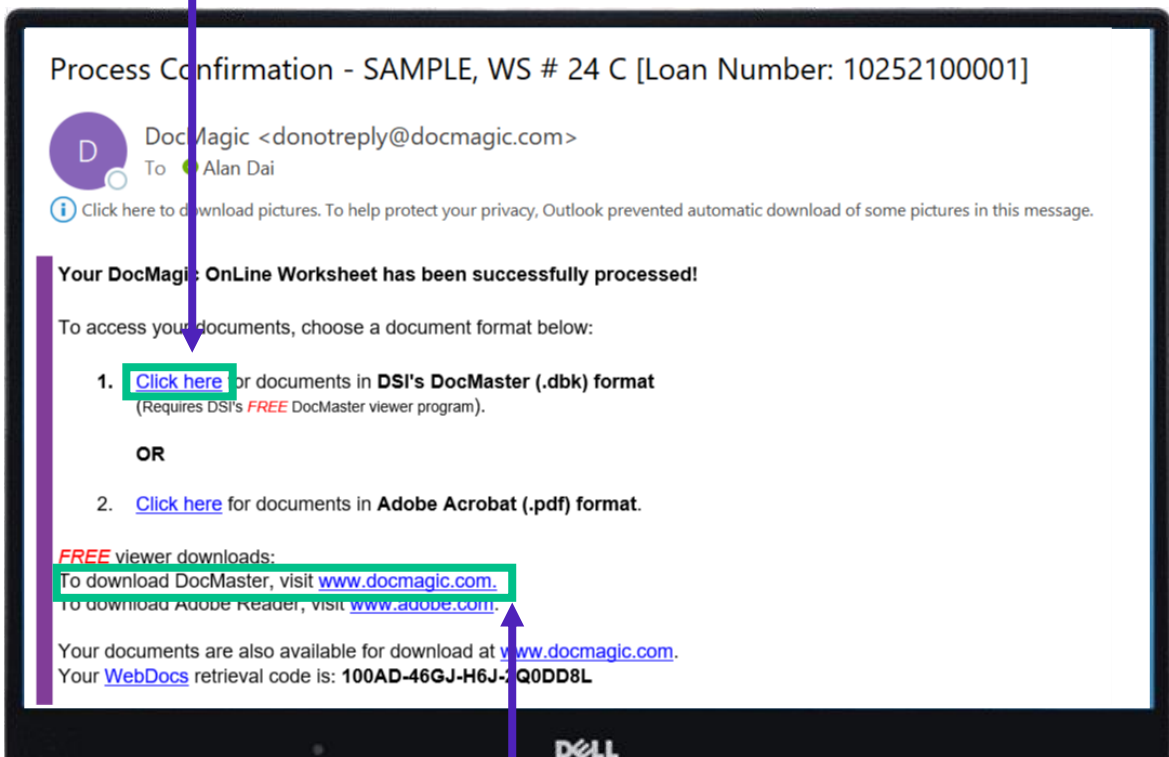 Process Confirmation - SAMPLE, WS # 24 C [Loan Number: 10252100001]
D
DocMagic <donotreply@docmagic.com>
To Alan Dai
i Click here to download pictures. To help protect your privacy, Outlook prevented automatic download of some pictures in this message.
Your DocMagic OnLine Worksheet has been successfully processed!
To access your documents, choose a document format below:
1. Click here for documents in DSI's DocMaster (.dbk) format
(Requires DSI's FREE DocMaster viewer program).
OR
2. Click here for documents in Adobe Acrobat (.pdf) format.
FREE viewer downloads:
To download DocMaster, visit www.docmagic.com.
To download Adobe Reader, visit www.adobe.com.
Your documents are also available for download at www.docmagic.com.
Your WebDocs retrieval code is: 100AD-46GJ-H6J-2Q0DD8L
DELL